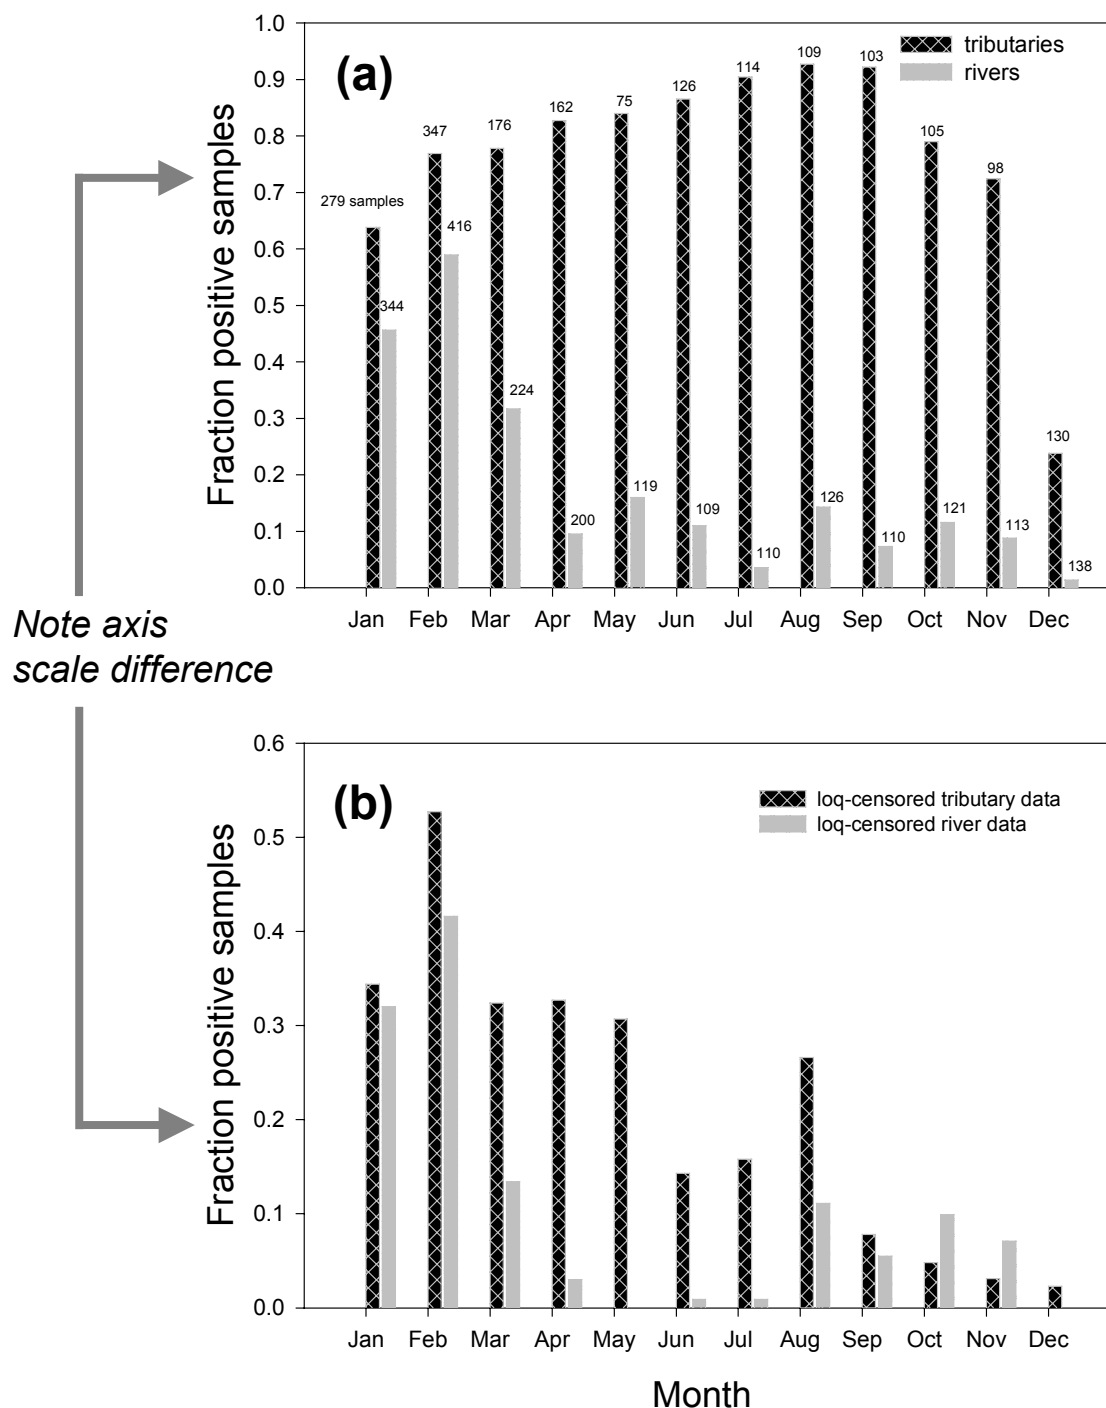 1.0
0.9
0.8
0.7
0.6
0.5
0.4
0.3
0.2
0.1
0.0
Fraction positive samples
(a)
tributaries
rivers
279 samples
344
347
416
176
224
162
200
75
119
126
109
114
110
109
126
103
110
105
121
98
113
130
138
Jan Feb Mar Apr May Jun Jul Aug Sep Oct Nov Dec
Note axis
scale difference
0.6
0.5
0.4
0.3
0.2
0.1
0.0
Fraction positive samples
(b)
loq-censored tributary data
loq-censored river data
Jan Feb Mar Apr May Jun Jul Aug Sep Oct Nov Dec
Month